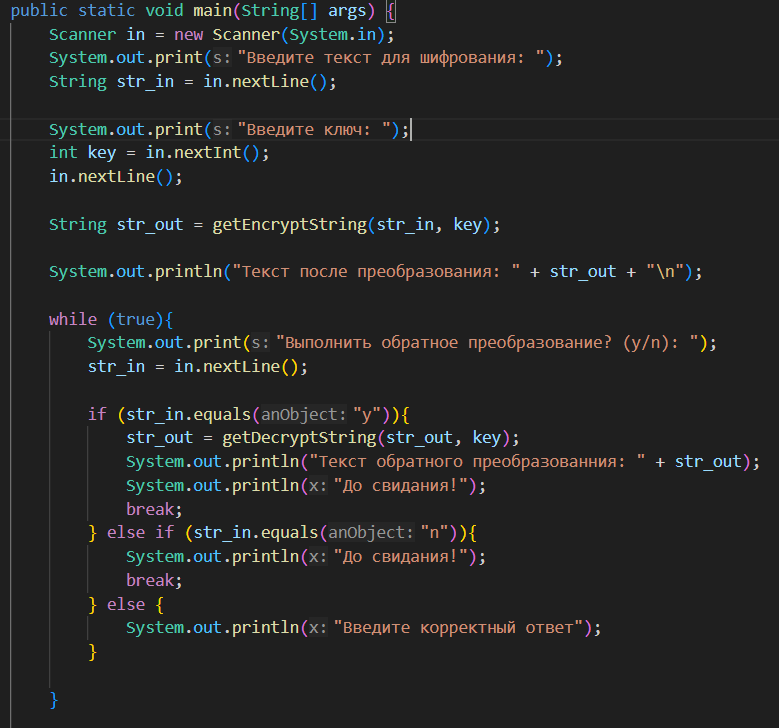 public static void main(String[] args) {
Scanner in = new Scanner(System.in);
System.out.print(s: "Введите текст для шифрования: ");
String str_in = in.nextLine();
System.out.print(s: "Введите ключ: ");
int key = in.nextInt();
in.nextLine();
String str_out = getEncryptString(str_in, key);
System.out.println("Текст после преобразования: " + str_out + "\n");
while (true){
System.out.print(s: "Выполнить обратное преобразование? (y/n): ");
str_in = in.nextLine();
if (str_in.equals(anObject: "y")){
str_out = getDecryptString(str_out, key);
System.out.println("Текст обратного преобразованния: " + str_out);
System.out.println(x: "До свидания!");
break;
} else if (str_in.equals(anObject: "n")){
System.out.println(x: "До свидания!");
break;
} else {
System.out.println(x: "Введите корректный ответ");
}
}